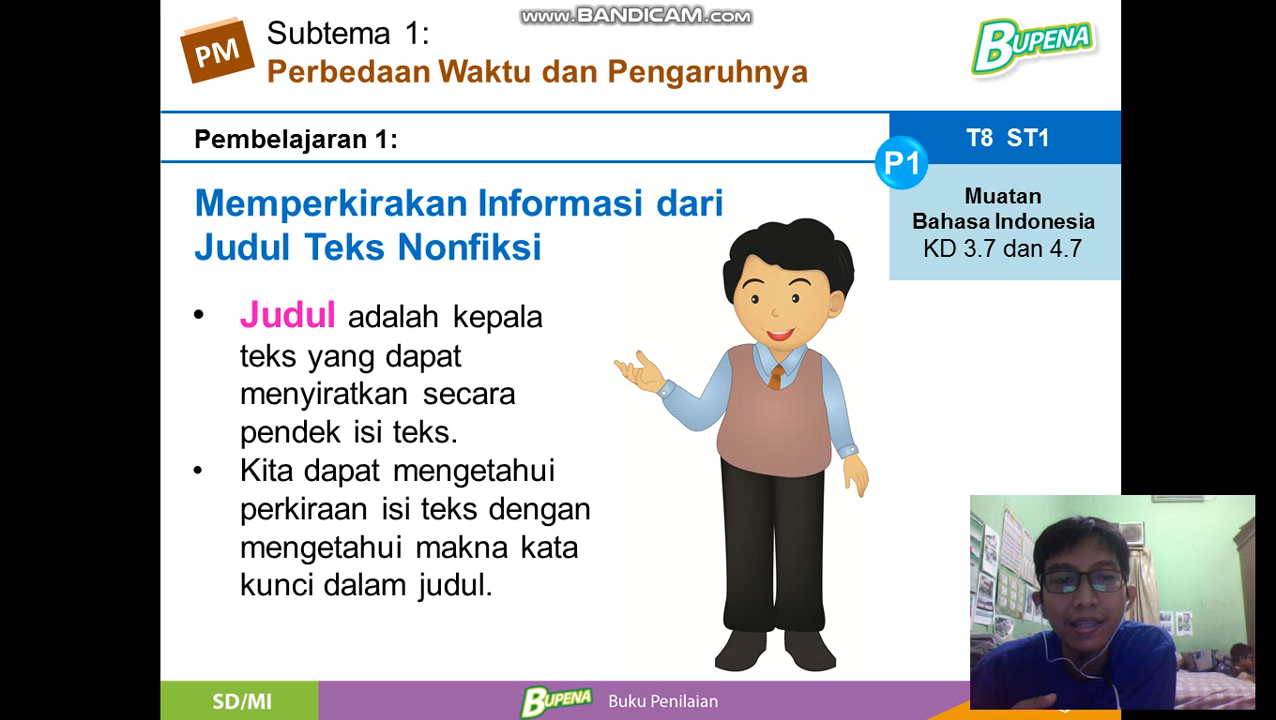 www.BANDICAM.com
PM
Subtema 1:
Perbedaan Waktu dan Pengaruhnya
BUPENA
Pembelajaran 1:
T8 ST1
P1
Muatan
Bahasa Indonesia
KD 3.7 dan 4.7
Memperkirakan Informasi dari
Judul Teks Nonfiksi
• Judul adalah kepala
teks yang dapat
menyiratkan secara
pendek isi teks.
• Kita dapat mengetahui
perkiraan isi teks dengan
mengetahui makna kata
kunci dalam judul.
SD/MI
BUPENA Buku Penilaian